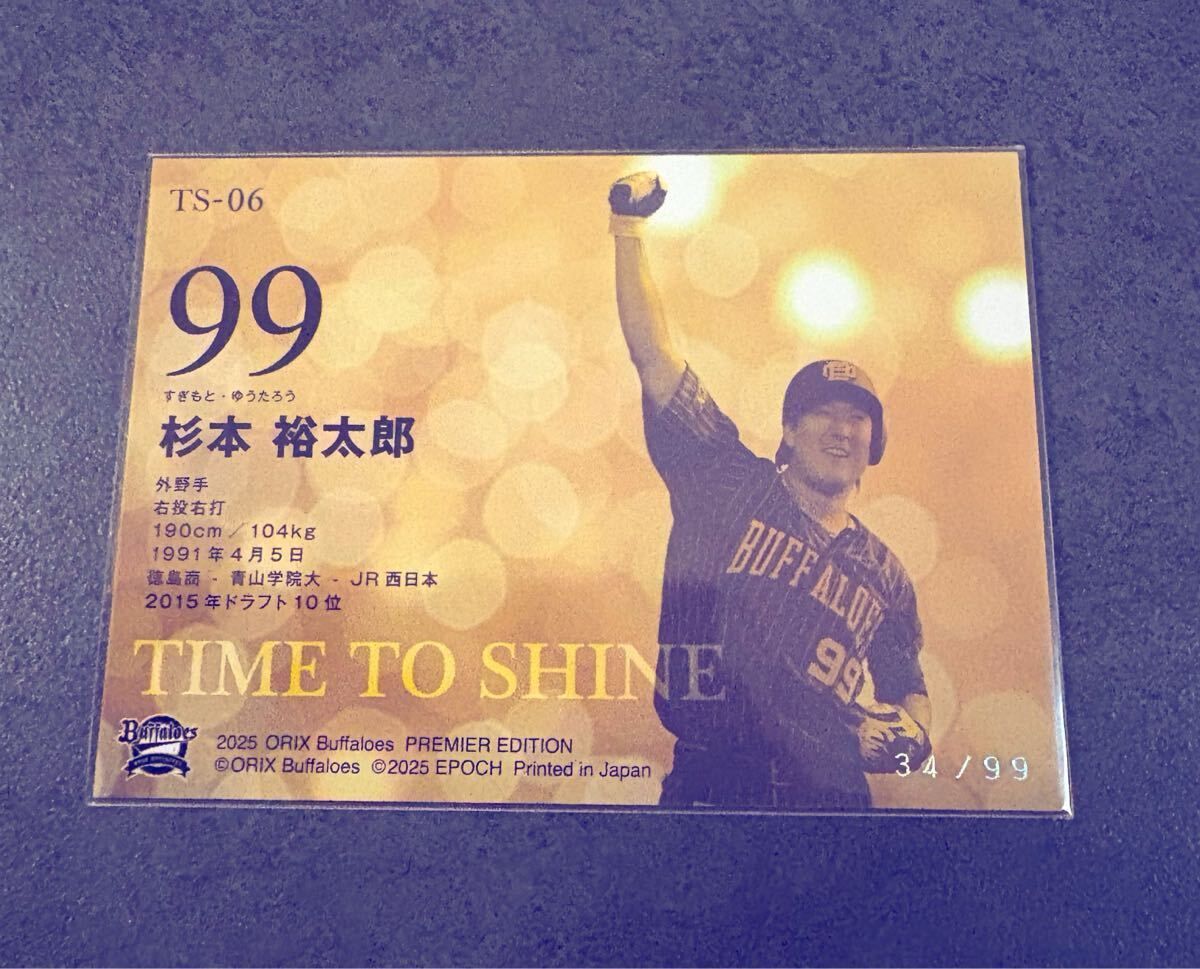 TS-06
99
すぎもと・ゆうたろう
杉本 裕太郎
外野手
右投右打
190cm／104kg
1991年4月5日
徳島商 - 青山学院大 - JR西日本
2015年ドラフト10位
TIME TO SHINE
BUFFALOES
99
Buffaloes
2025 ORIX Buffaloes PREMIER EDITION
©ORIX Buffaloes ©2025 EPOCH Printed in Japan
34/99